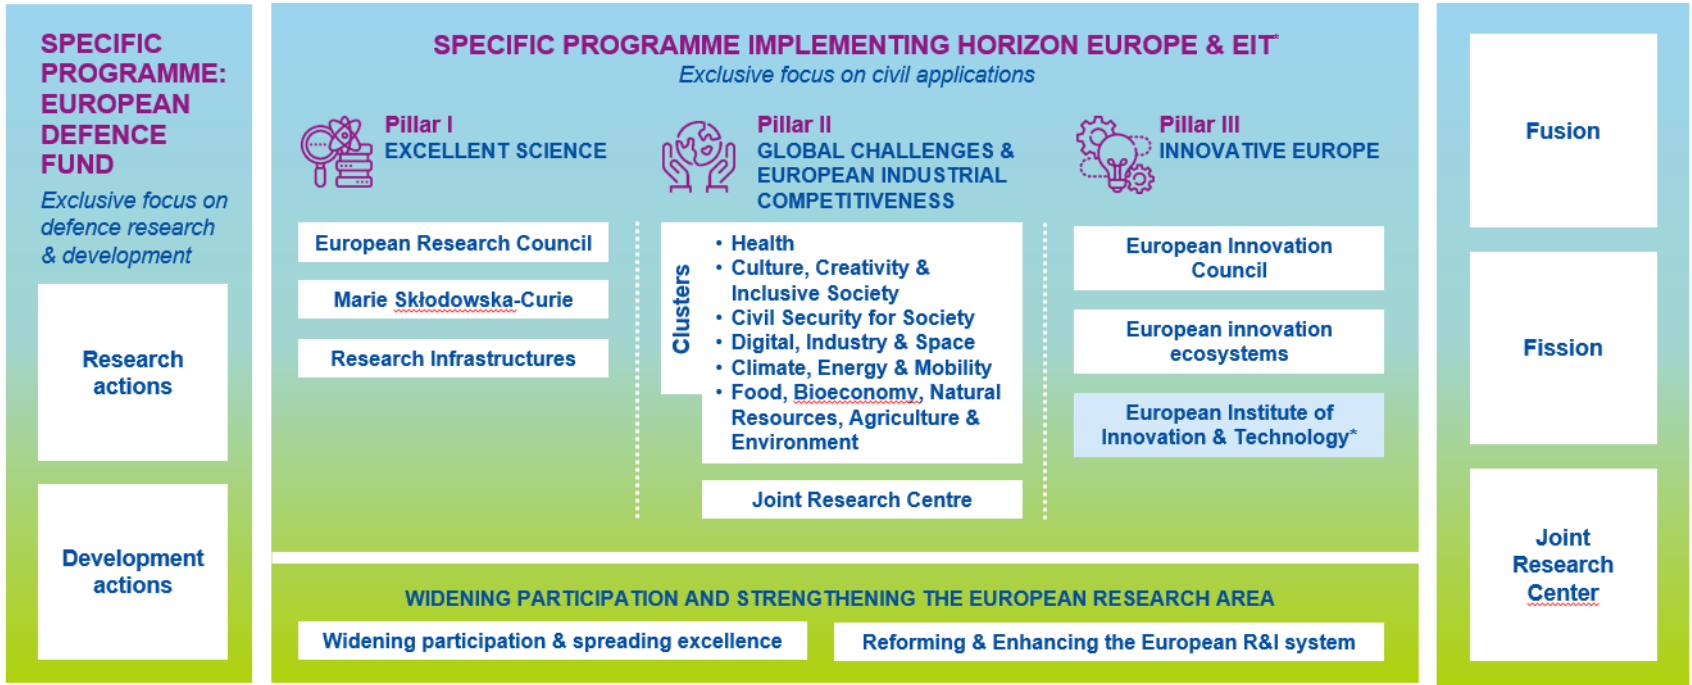 SPECIFIC
PROGRAMME:
EUROPEAN
DEFENCE
FUND
Exclusive focus on
defence research
& development
Research
actions
Development
actions
SPECIFIC PROGRAMME IMPLEMENTING HORIZON EUROPE & EIT*
Exclusive focus on civil applications
Pillar I
EXCELLENT SCIENCE
European Research Council
Marie Skłodowska-Curie
Research Infrastructures
Pillar II
GLOBAL CHALLENGES &
EUROPEAN INDUSTRIAL
COMPETITIVENESS
Clusters
• Health
• Culture, Creativity &
Inclusive Society
• Civil Security for Society
• Digital, Industry & Space
• Climate, Energy & Mobility
• Food, Bioeconomy, Natural
Resources, Agriculture &
Environment
Joint Research Centre
Pillar III
INNOVATIVE EUROPE
European Innovation
Council
European innovation
ecosystems
European Institute of
Innovation & Technology*
WIDENING PARTICIPATION AND STRENGTHENING THE EUROPEAN RESEARCH AREA
Widening participation & spreading excellence
Reforming & Enhancing the European R&I system
Fusion
Fission
Joint
Research
Center